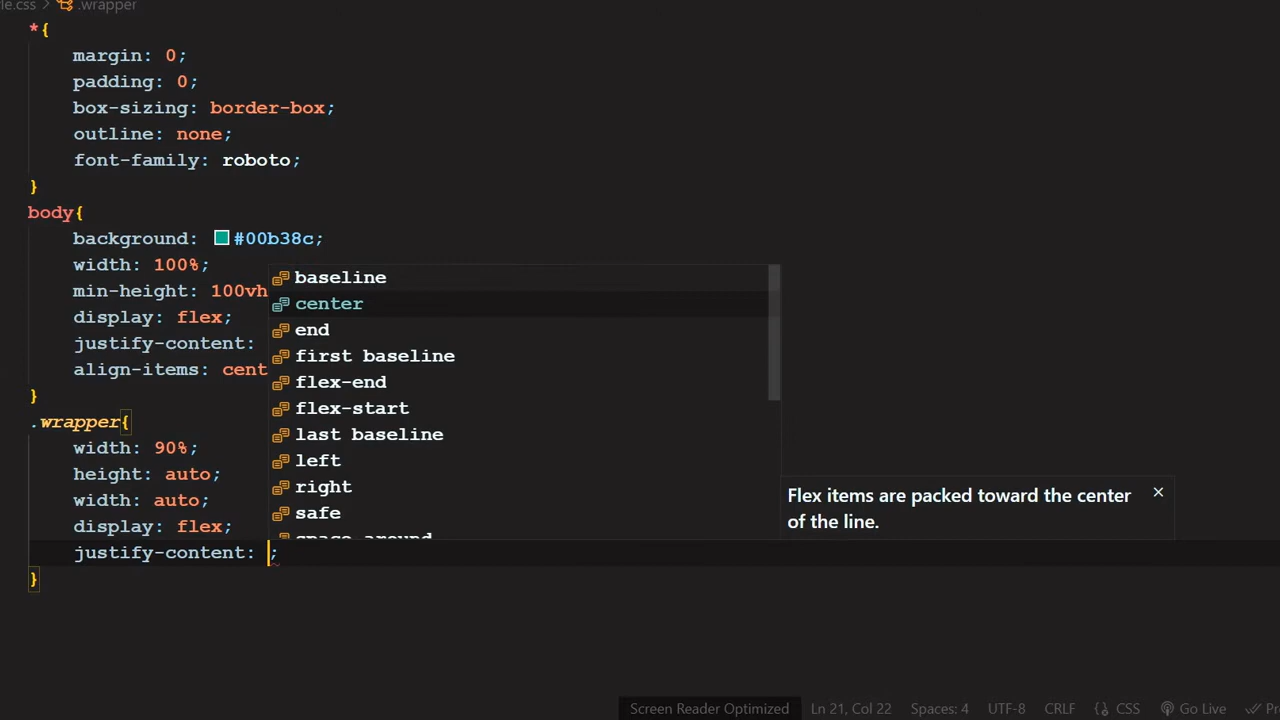 le.css > .wrapper
*{
margin: 0;
padding: 0;
box-sizing: border-box;
outline: none;
font-family: roboto;
}
body{
background: #00b38c;
width: 100%;
min-height: 100vh
display: flex;
justify-content:
align-items: cent
}
.wrapper{
width: 90%;
height: auto;
width: auto;
display: flex;
justify-content: ;
}
baseline
center
end
first baseline
flex-end
flex-start
last baseline
left
right
safe
space-around
Flex items are packed toward the center
of the line.
Screen Reader Optimized Ln 21, Col 22 Spaces: 4 UTF-8 CRLF CSS Go Live Pr